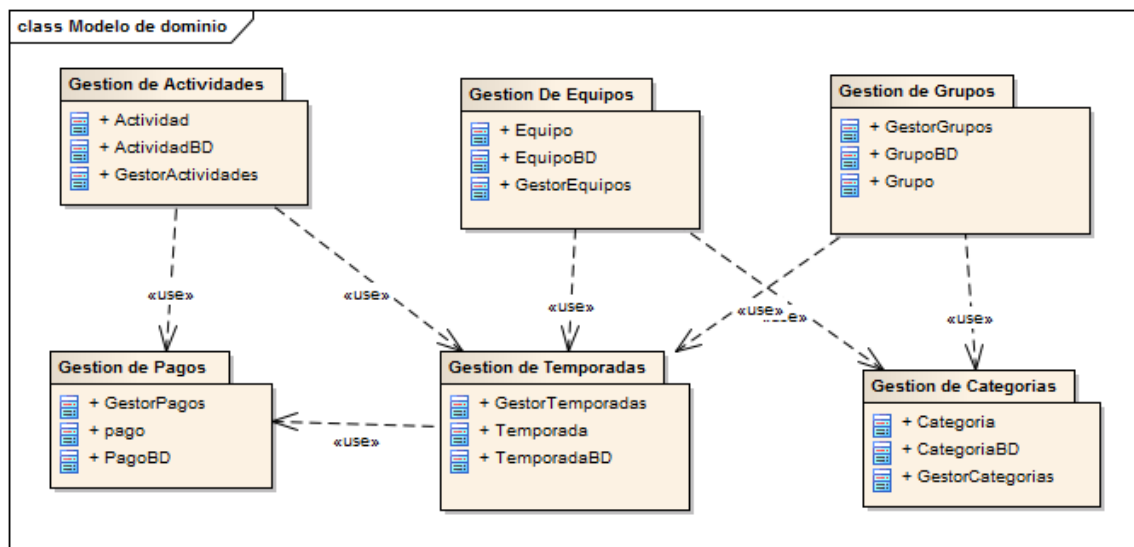 class Modelo de dominio
Gestion de Actividades
+ Actividad
+ ActividadBD
+ GestorActividades
Gestion De Equipos
+ Equipo
+ EquipoBD
+ GestorEquipos
Gestion de Grupos
+ GestorGrupos
+ GrupoBD
+ Grupo
«use»
«use»
«use»
«use»
«use»
«use»
Gestion de Pagos
+ GestorPagos
+ pago
+ PagoBD
«use»
Gestion de Temporadas
+ GestorTemporadas
+ Temporada
+ TemporadaBD
Gestion de Categorias
+ Categoria
+ CategoriaBD
+ GestorCategorias